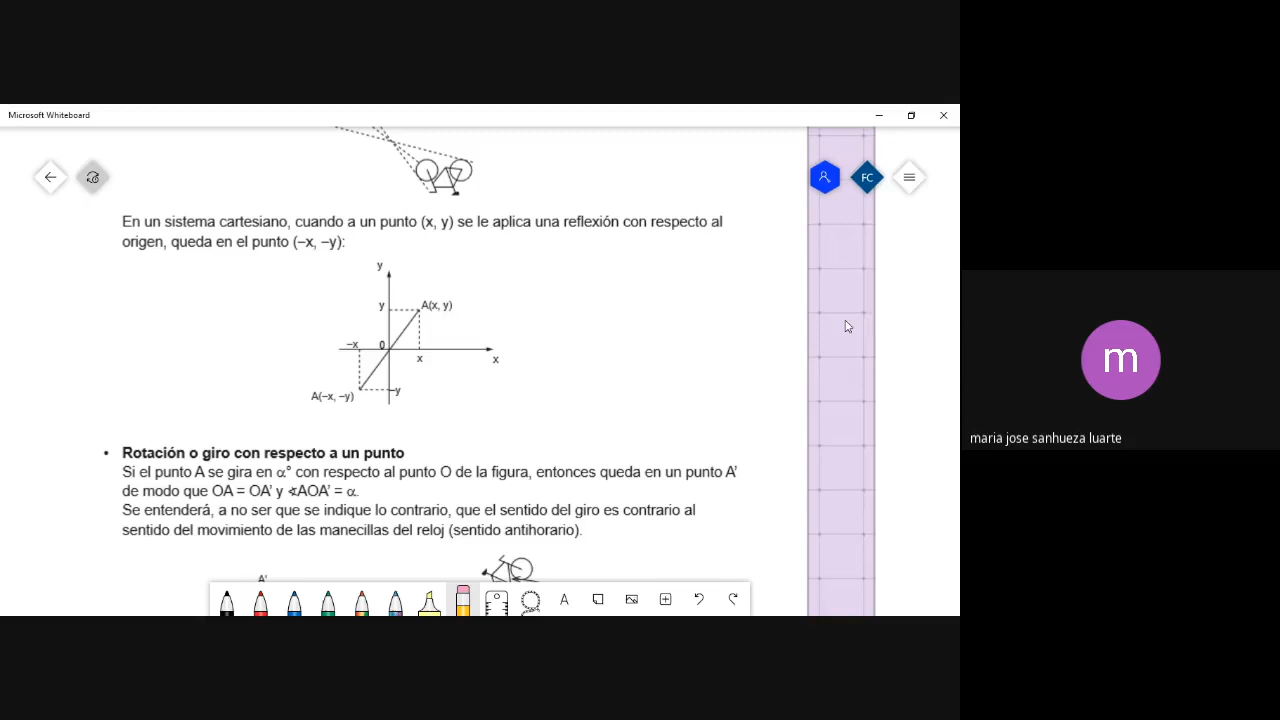 Microsoft Whiteboard
FC
En un sistema cartesiano, cuando a un punto (x, y) se le aplica una reflexión con respecto al
origen, queda en el punto (–x, –y):
y
y
A(x, y)
–x
0
x
x
–y
A(–x, –y)
• Rotación o giro con respecto a un punto
Si el punto A se gira en α° con respecto al punto O de la figura, entonces queda en un punto A’
de modo que OA = OA’ y ∢AOA’ = α.
Se entenderá, a no ser que se indique lo contrario, que el sentido del giro es contrario al
sentido del movimiento de las manecillas del reloj (sentido antihorario).
A’
A
m
maria jose sanhueza luarte